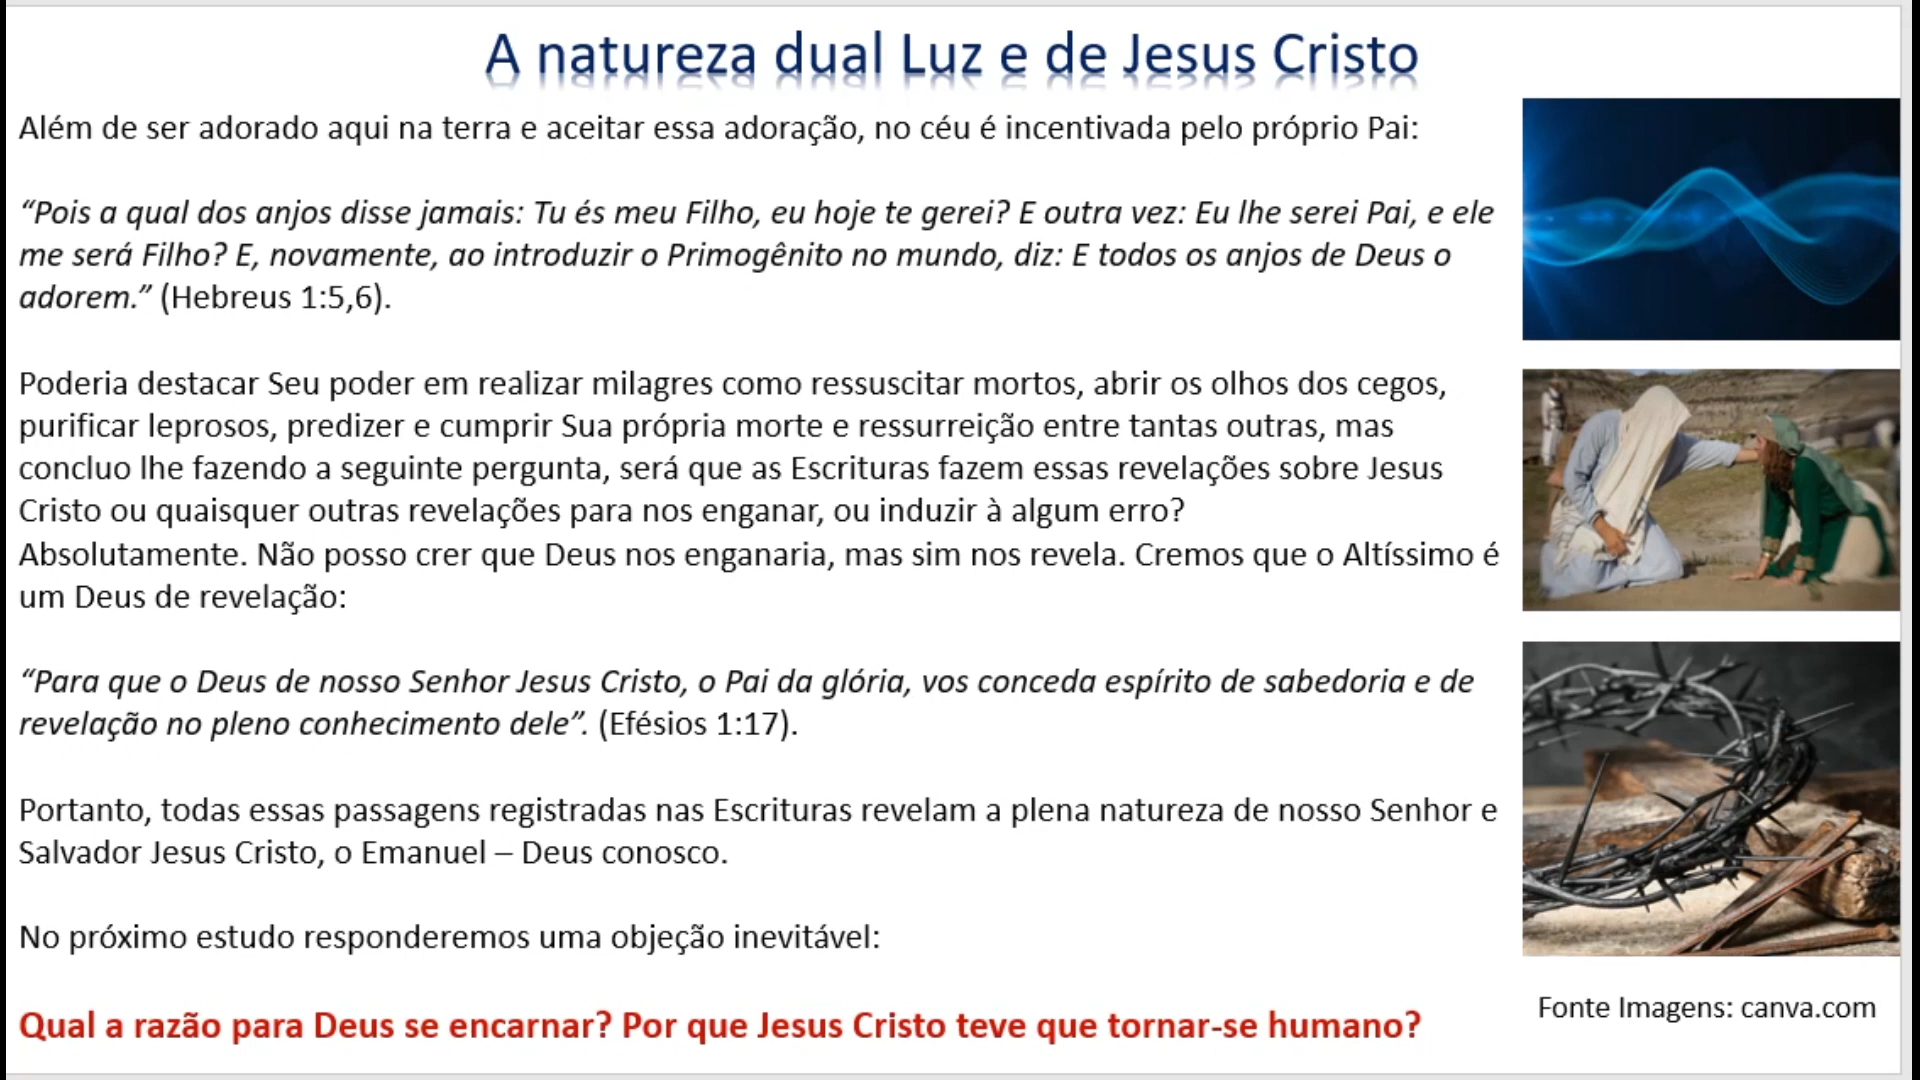 A natureza dual Luz e de Jesus Cristo
Além de ser adorado aqui na terra e aceitar essa adoração, no céu é incentivada pelo próprio Pai:
“Pois a qual dos anjos disse jamais: Tu és meu Filho, eu hoje te gerei? E outra vez: Eu lhe serei Pai, e ele
me será Filho? E, novamente, ao introduzir o Primogênito no mundo, diz: E todos os anjos de Deus o
adorem.” (Hebreus 1:5,6).
Poderia destacar Seu poder em realizar milagres como ressuscitar mortos, abrir os olhos dos cegos,
purificar leprosos, predizer e cumprir Sua própria morte e ressurreição entre tantas outras, mas
concluo lhe fazendo a seguinte pergunta, será que as Escrituras fazem essas revelações sobre Jesus
Cristo ou quaisquer outras revelações para nos enganar, ou induzir à algum erro?
Absolutamente. Não posso crer que Deus nos enganaria, mas sim nos revela. Cremos que o Altíssimo é
um Deus de revelação:
“Para que o Deus de nosso Senhor Jesus Cristo, o Pai da glória, vos conceda espírito de sabedoria e de
revelação no pleno conhecimento dele”. (Efésios 1:17).
Portanto, todas essas passagens registradas nas Escrituras revelam a plena natureza de nosso Senhor e
Salvador Jesus Cristo, o Emanuel – Deus conosco.
No próximo estudo responderemos uma objeção inevitável:
Qual a razão para Deus se encarnar? Por que Jesus Cristo teve que tornar-se humano?
Fonte Imagens: canva.com